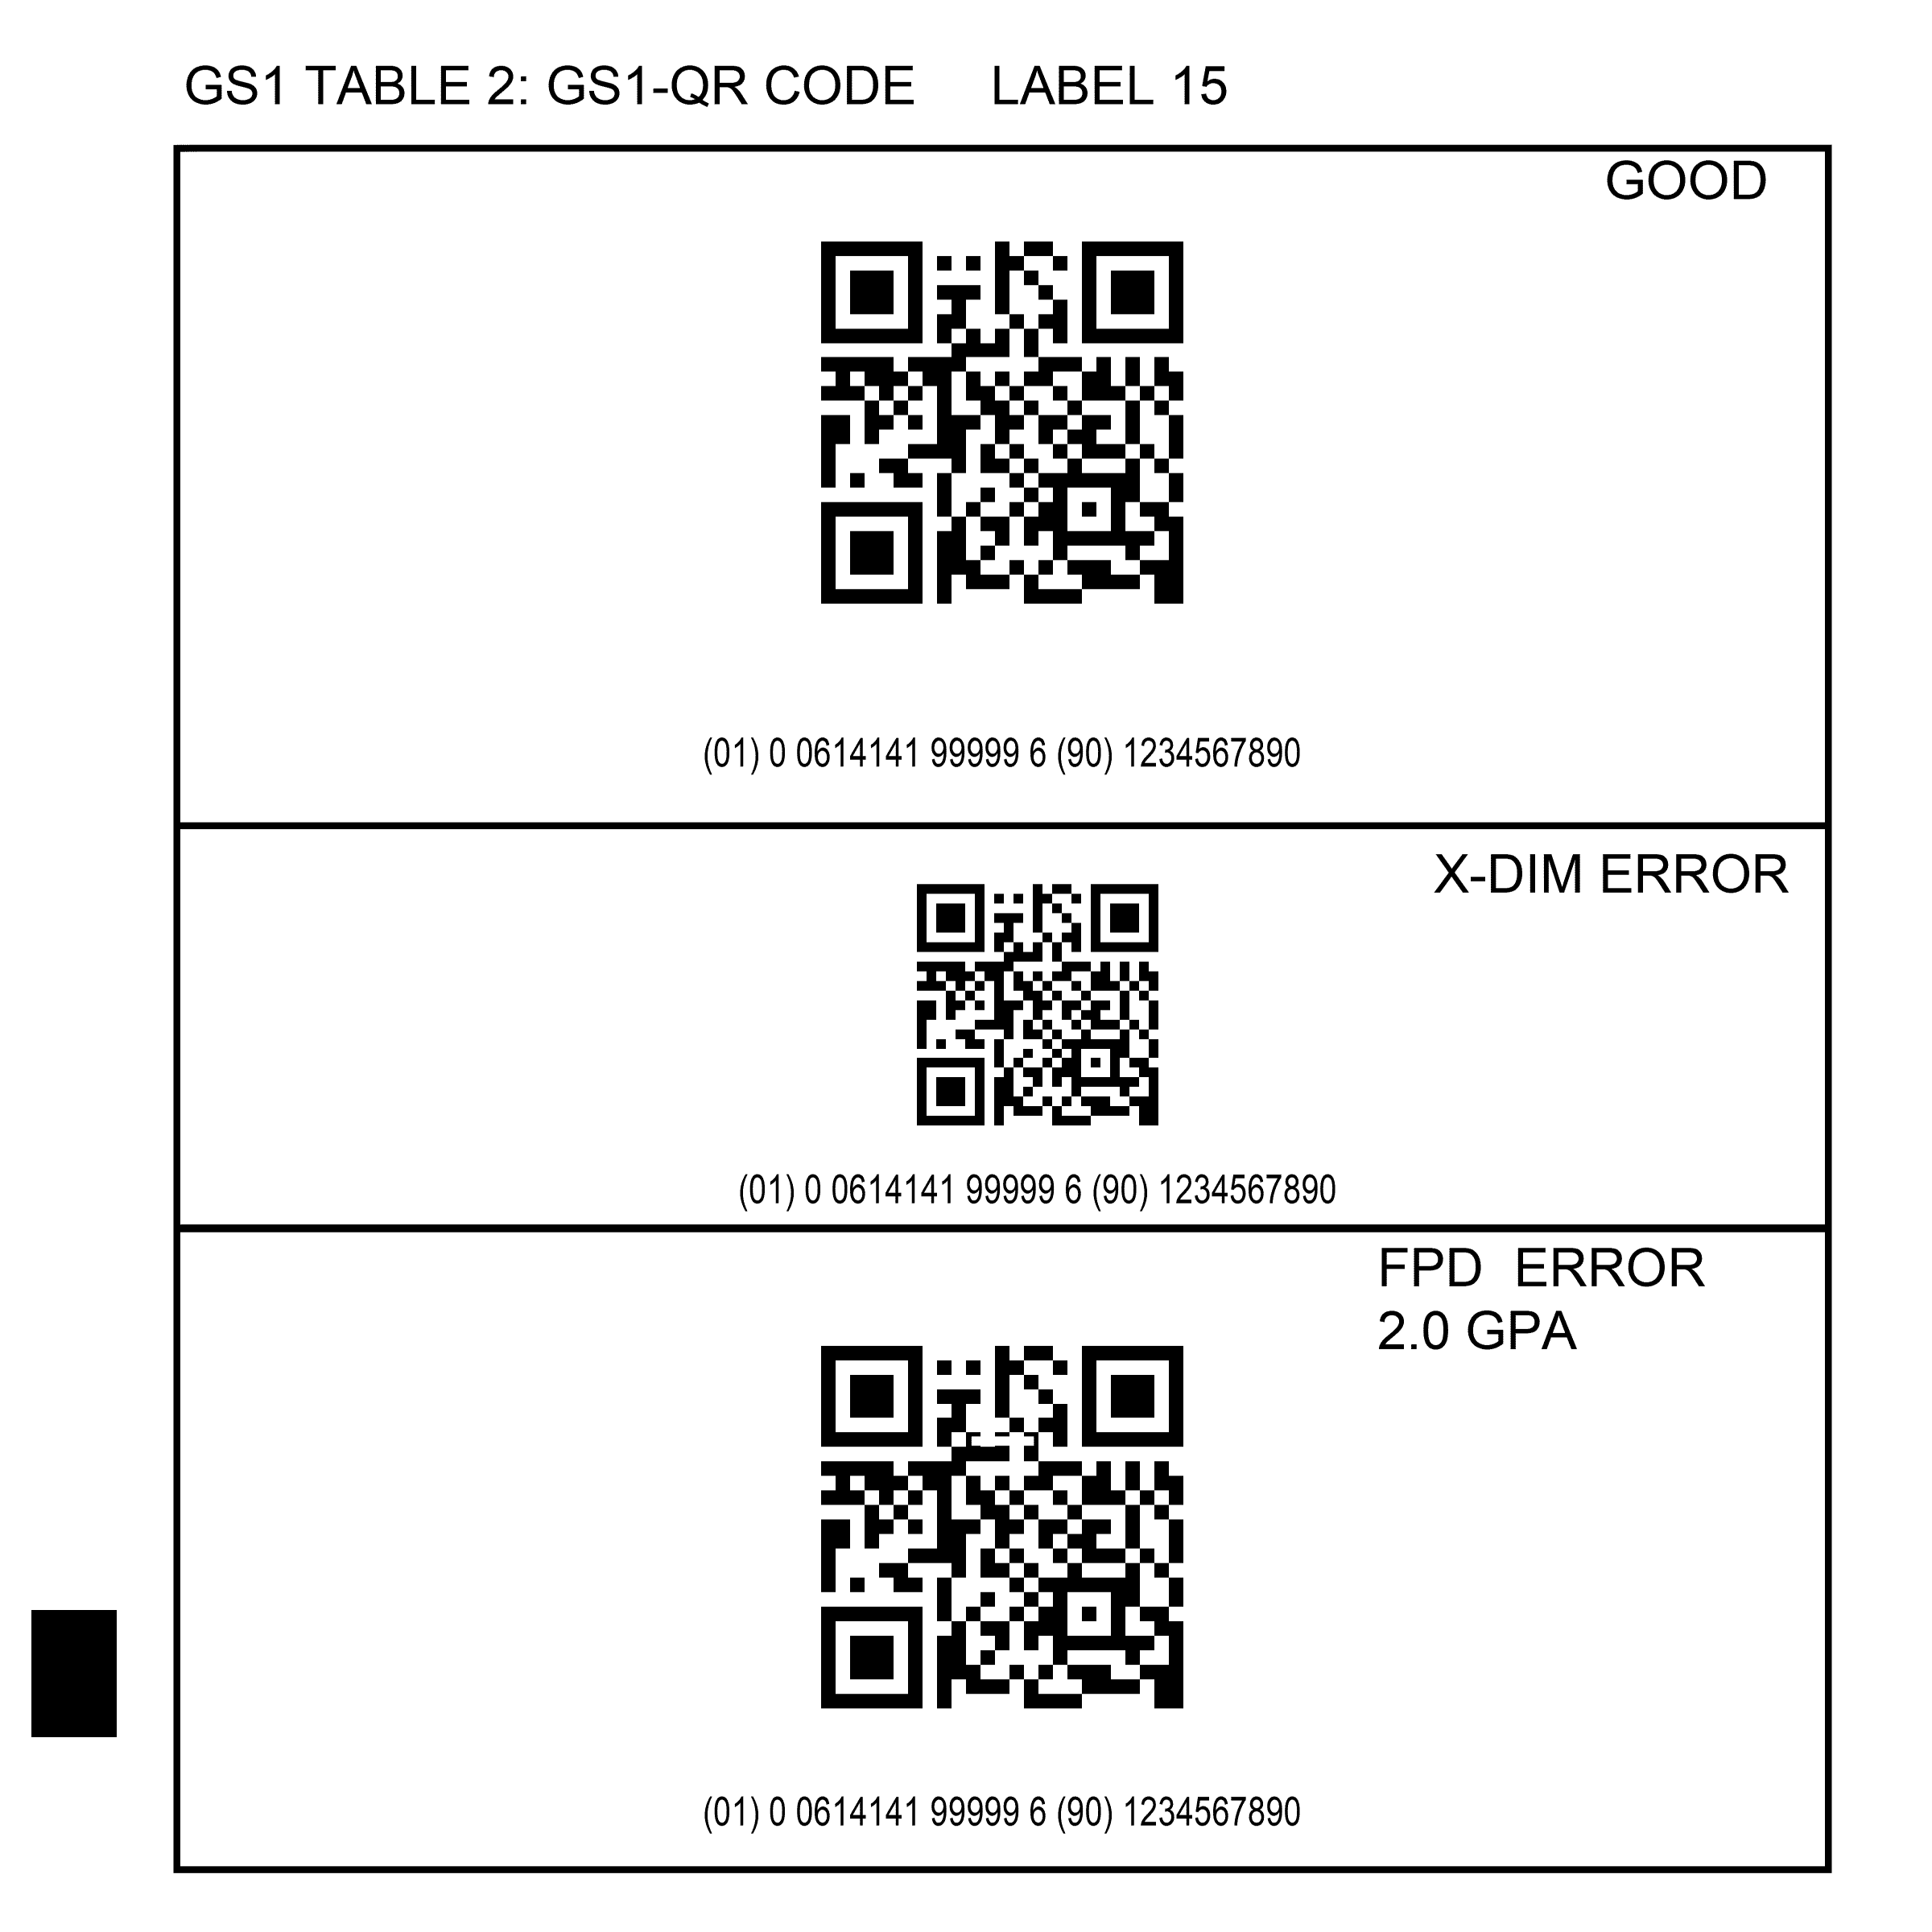 GS1 TABLE 2: GS1-QR CODE LABEL 15
GOOD
(01) 0 0614141 99999 6 (90) 1234567890
X-DIM ERROR
(01) 0 0614141 99999 6 (90) 1234567890
FPD ERROR
2.0 GPA
(01) 0 0614141 99999 6 (90) 1234567890